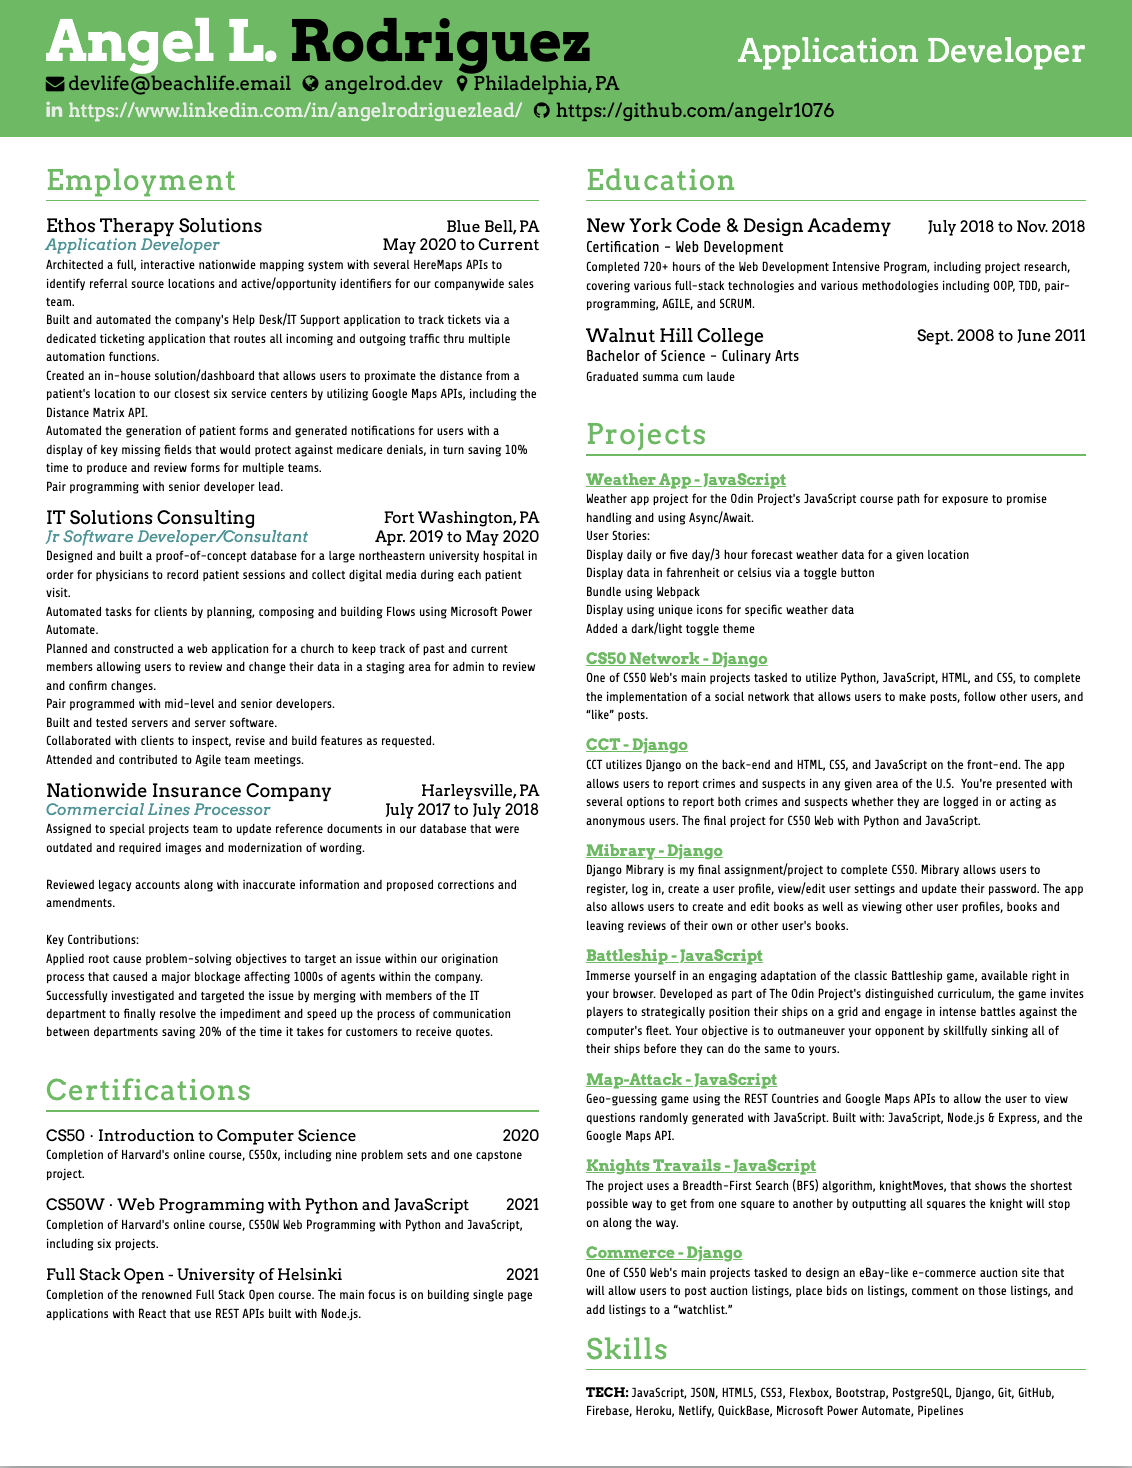 Angel L. Rodriguez
Application Developer
devlife@beachlife.email angelrod.dev Philadelphia, PA
in https://www.linkedin.com/in/angelrodriguezlead/ https://github.com/angelr1076
Employment
Ethos Therapy Solutions Blue Bell, PA
Application Developer May 2020 to Current
Architected a full, interactive nationwide mapping system with several HereMaps APIs to
identify referral source locations and active/opportunity identifiers for our companywide sales
team.
Built and automated the company's Help Desk/IT Support application to track tickets via a
dedicated ticketing application that routes all incoming and outgoing traffic thru multiple
automation functions.
Created an in-house solution/dashboard that allows users to proximate the distance from a
patient's location to our closest six service centers by utilizing Google Maps APIs, including the
Distance Matrix API.
Automated the generation of patient forms and generated notifications for users with a
display of key missing fields that would protect against medicare denials, in turn saving 10%
time to produce and review forms for multiple teams.
Pair programming with senior developer lead.
IT Solutions Consulting Fort Washington, PA
Jr Software Developer/Consultant Apr. 2019 to May 2020
Designed and built a proof-of-concept database for a large northeastern university hospital in
order for physicians to record patient sessions and collect digital media during each patient
visit.
Automated tasks for clients by planning, composing and building Flows using Microsoft Power
Automate.
Planned and constructed a web application for a church to keep track of past and current
members allowing users to review and change their data in a staging area for admin to review
and confirm changes.
Pair programmed with mid-level and senior developers.
Built and tested servers and server software.
Collaborated with clients to inspect, revise and build features as requested.
Attended and contributed to Agile team meetings.
Nationwide Insurance Company Harleysville, PA
Commercial Lines Processor July 2017 to July 2018
Assigned to special projects team to update reference documents in our database that were
outdated and required images and modernization of wording.
Reviewed legacy accounts along with inaccurate information and proposed corrections and
amendments.
Key Contributions:
Applied root cause problem-solving objectives to target an issue within our origination
process that caused a major blockage affecting 1000s of agents within the company.
Successfully investigated and targeted the issue by merging with members of the IT
department to finally resolve the impediment and speed up the process of communication
between departments saving 20% of the time it takes for customers to receive quotes.
Certifications
CS50 · Introduction to Computer Science 2020
Completion of Harvard's online course, CS50x, including nine problem sets and one capstone
project.
CS50W · Web Programming with Python and JavaScript 2021
Completion of Harvard's online course, CS50W Web Programming with Python and JavaScript,
including six projects.
Full Stack Open - University of Helsinki 2021
Completion of the renowned Full Stack Open course. The main focus is on building single page
applications with React that use REST APIs built with Node.js.
Education
New York Code & Design Academy July 2018 to Nov. 2018
Certification - Web Development
Completed 720+ hours of the Web Development Intensive Program, including project research,
covering various full-stack technologies and various methodologies including OOP, TDD, pair-
programming, AGILE, and SCRUM.
Walnut Hill College Sept. 2008 to June 2011
Bachelor of Science - Culinary Arts
Graduated summa cum laude
Projects
Weather App - JavaScript
Weather app project for the Odin Project's JavaScript course path for exposure to promise
handling and using Async/Await.
User Stories:
Display daily or five day/3 hour forecast weather data for a given location
Display data in fahrenheit or celsius via a toggle button
Bundle using Webpack
Display using unique icons for specific weather data
Added a dark/light toggle theme
CS50 Network - Django
One of CS50 Web's main projects tasked to utilize Python, JavaScript, HTML, and CSS, to complete
the implementation of a social network that allows users to make posts, follow other users, and
“like” posts.
CCT - Django
CCT utilizes Django on the back-end and HTML, CSS, and JavaScript on the front-end. The app
allows users to report crimes and suspects in any given area of the U.S. You're presented with
several options to report both crimes and suspects whether they are logged in or acting as
anonymous users. The final project for CS50 Web with Python and JavaScript.
Mibrary - Django
Django Mibrary is my final assignment/project to complete CS50. Mibrary allows users to
register, log in, create a user profile, view/edit user settings and update their password. The app
also allows users to create and edit books as well as viewing other user profiles, books and
leaving reviews of their own or other user's books.
Battleship - JavaScript
Immerse yourself in an engaging adaptation of the classic Battleship game, available right in
your browser. Developed as part of The Odin Project's distinguished curriculum, the game invites
players to strategically position their ships on a grid and engage in intense battles against the
computer's fleet. Your objective is to outmaneuver your opponent by skillfully sinking all of
their ships before they can do the same to yours.
Map-Attack - JavaScript
Geo-guessing game using the REST Countries and Google Maps APIs to allow the user to view
questions randomly generated with JavaScript. Built with: JavaScript, Node.js & Express, and the
Google Maps API.
Knights Travails - JavaScript
The project uses a Breadth-First Search (BFS) algorithm, knightMoves, that shows the shortest
possible way to get from one square to another by outputting all squares the knight will stop
on along the way.
Commerce - Django
One of CS50 Web's main projects tasked to design an eBay-like e-commerce auction site that
will allow users to post auction listings, place bids on listings, comment on those listings, and
add listings to a “watchlist.”
Skills
TECH: JavaScript, JSON, HTML5, CSS3, Flexbox, Bootstrap, PostgreSQL, Django, Git, GitHub,
Firebase, Heroku, Netlify, QuickBase, Microsoft Power Automate, Pipelines